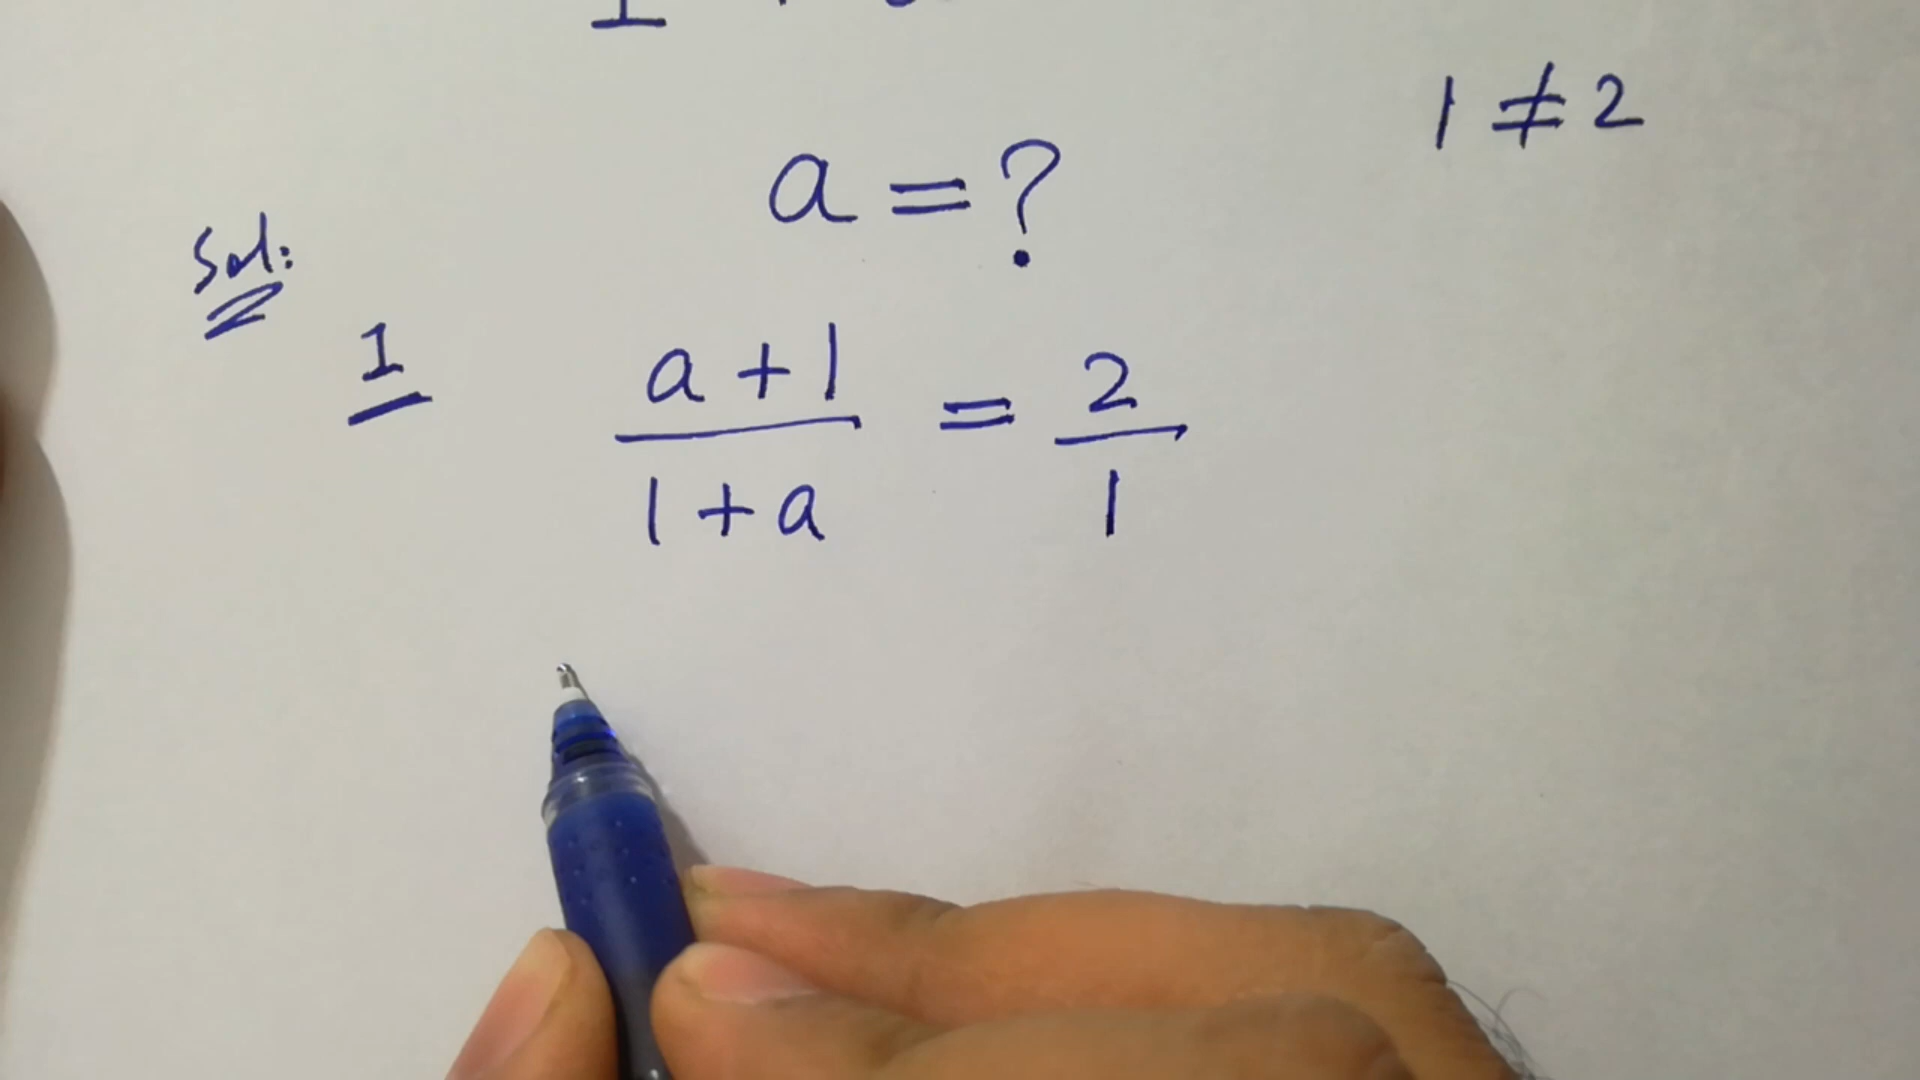 1 ≠ 2
a = ?
Sol:
1
a + 1 = 2
1 + a 1